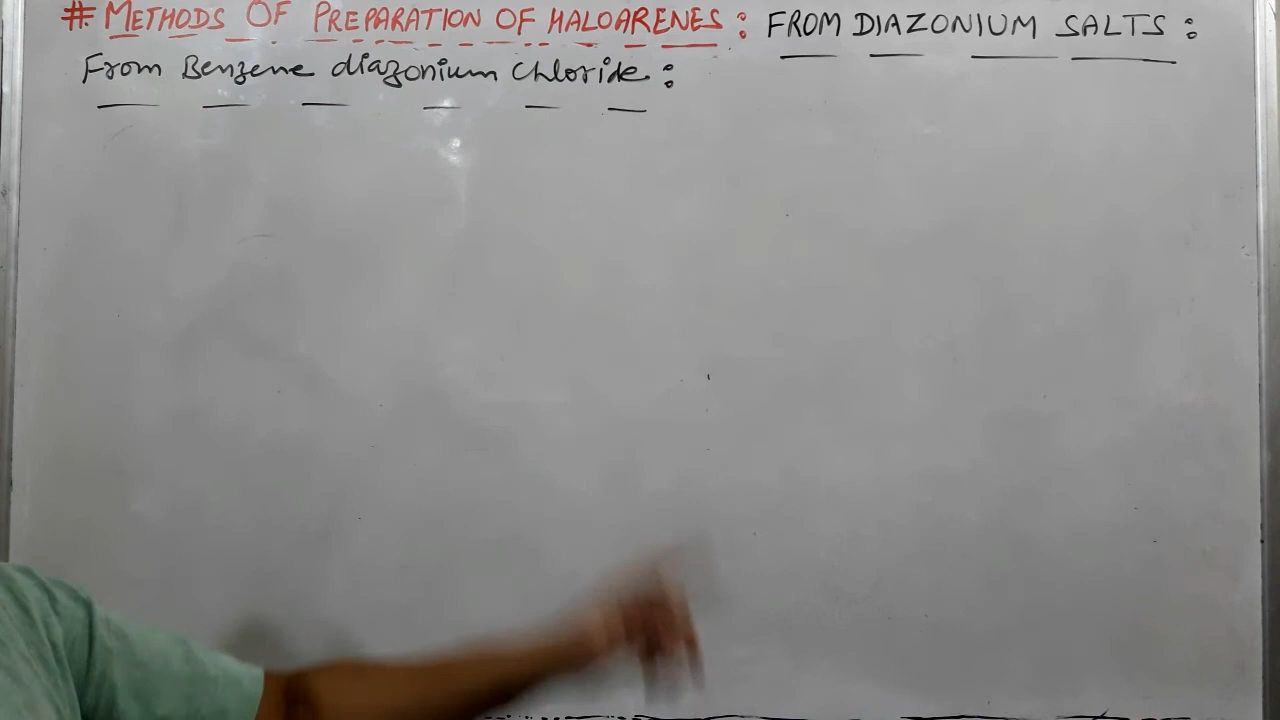 # METHODS OF PREPARATION OF HALOARENES : FROM DIAZONIUM SALTS :
From Benzene diazonium chloride :